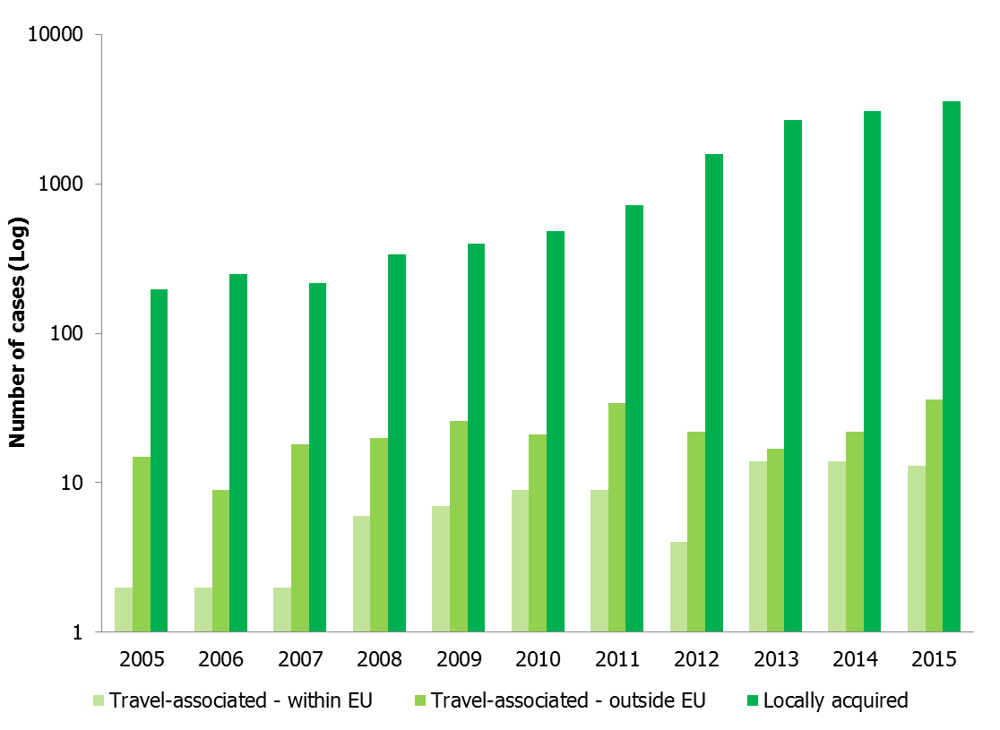 10000
1000
100
10
1
Number of cases (Log)
2005 2006 2007 2008 2009 2010 2011 2012 2013 2014 2015
Travel-associated - within EU Travel-associated - outside EU Locally acquired